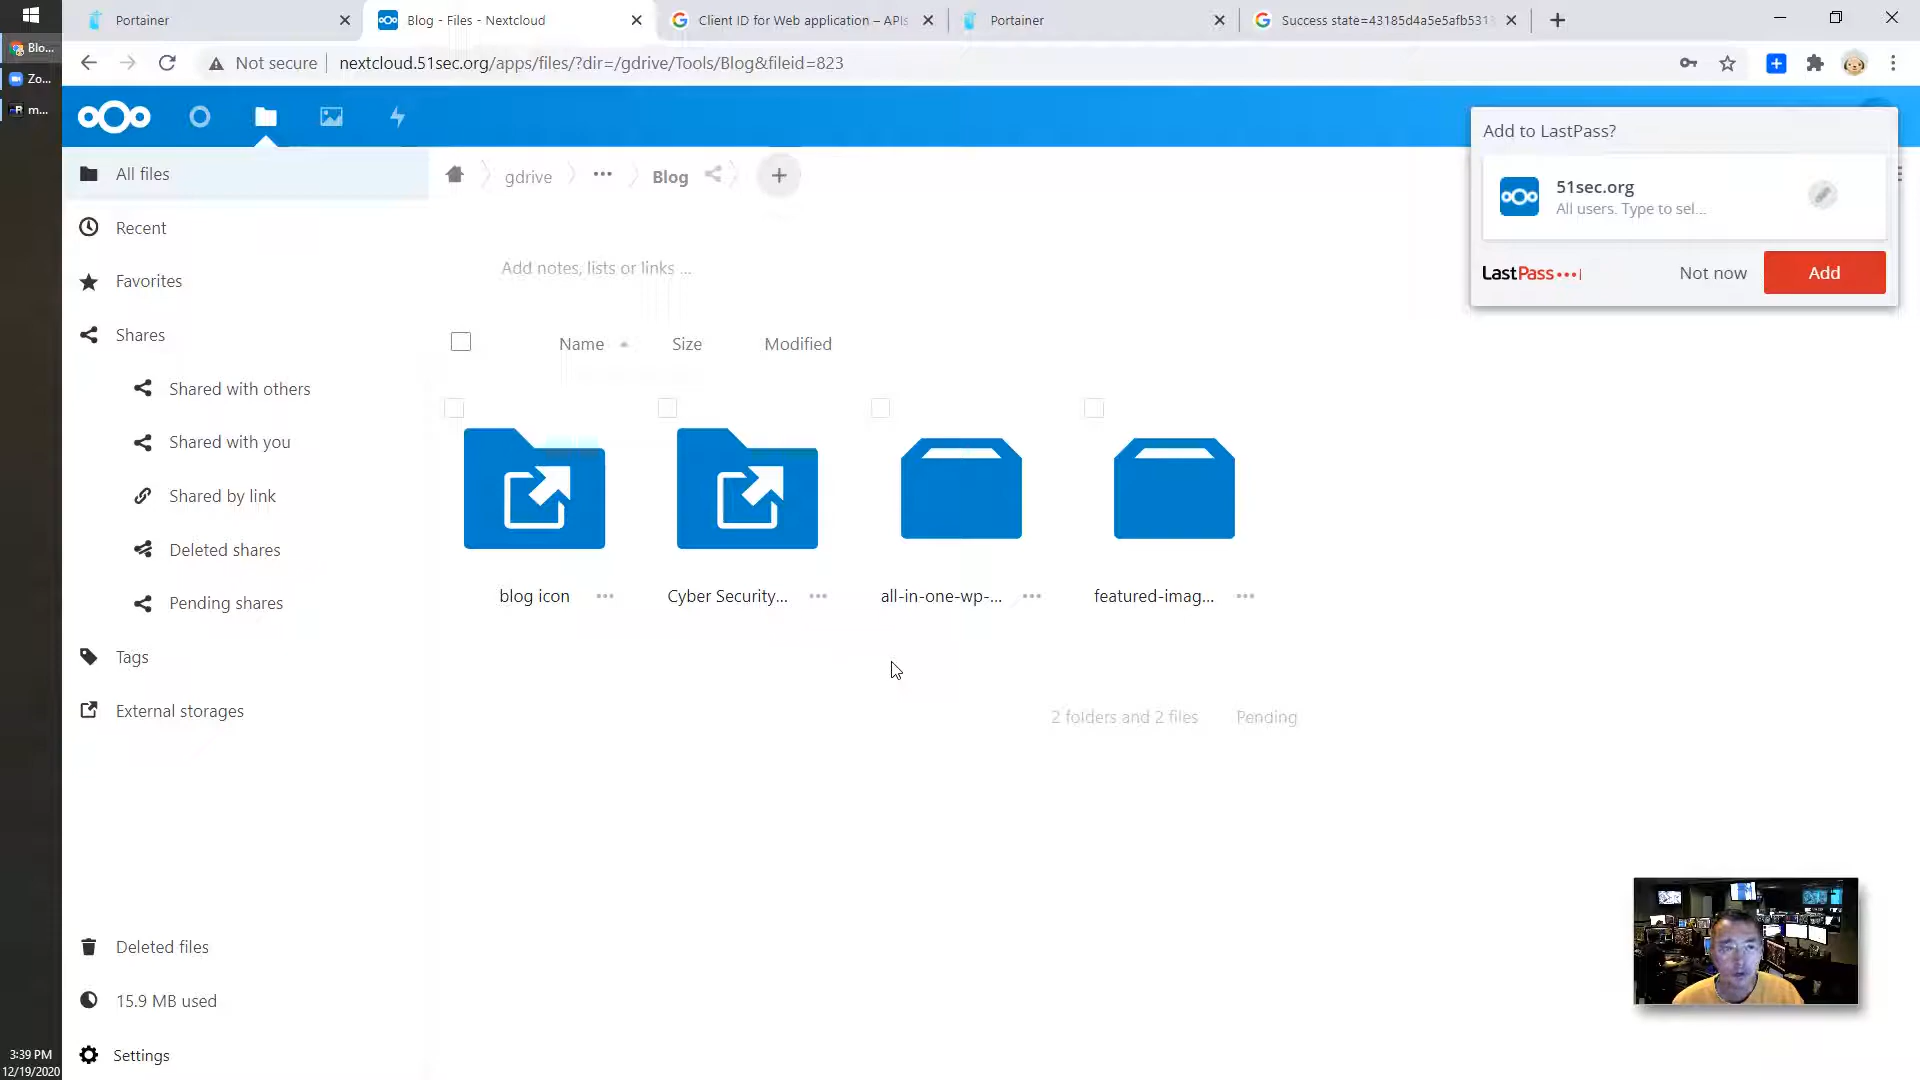 Portainer
Blog - Files - Nextcloud
Client ID for Web application – APIs
Portainer
Success state=43185d4a5e5afb531
Blo...
Zo...
m...
Not secure
nextcloud.51sec.org/apps/files/?dir=/gdrive/Tools/Blog&fileid=823
Add to LastPass?
51sec.org
All users. Type to sel...
LastPass
Not now
Add
All files
Recent
Favorites
Shares
Shared with others
Shared with you
Shared by link
Deleted shares
Pending shares
Tags
External storages
Deleted files
15.9 MB used
Settings
gdrive
Blog
Add notes, lists or links ...
Name
Size
Modified
blog icon
Cyber Security...
all-in-one-wp-...
featured-imag...
2 folders and 2 files
Pending
3:39 PM
12/19/2020